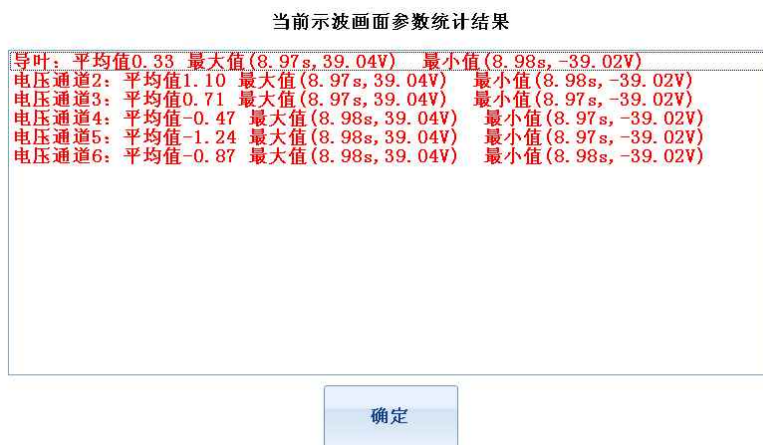 当前示波画面参数统计结果
导叶：平均值0.33 最大值(8.97s,39.04V) 最小值(8.98s,-39.02V)
电压通道2：平均值1.10 最大值(8.97s,39.04V) 最小值(8.98s,-39.02V)
电压通道3：平均值0.71 最大值(8.97s,39.04V) 最小值(8.97s,-39.02V)
电压通道4：平均值-0.47 最大值(8.98s,39.04V) 最小值(8.97s,-39.02V)
电压通道5：平均值-1.24 最大值(8.98s,39.04V) 最小值(8.97s,-39.02V)
电压通道6：平均值-0.87 最大值(8.98s,39.04V) 最小值(8.98s,-39.02V)
确定